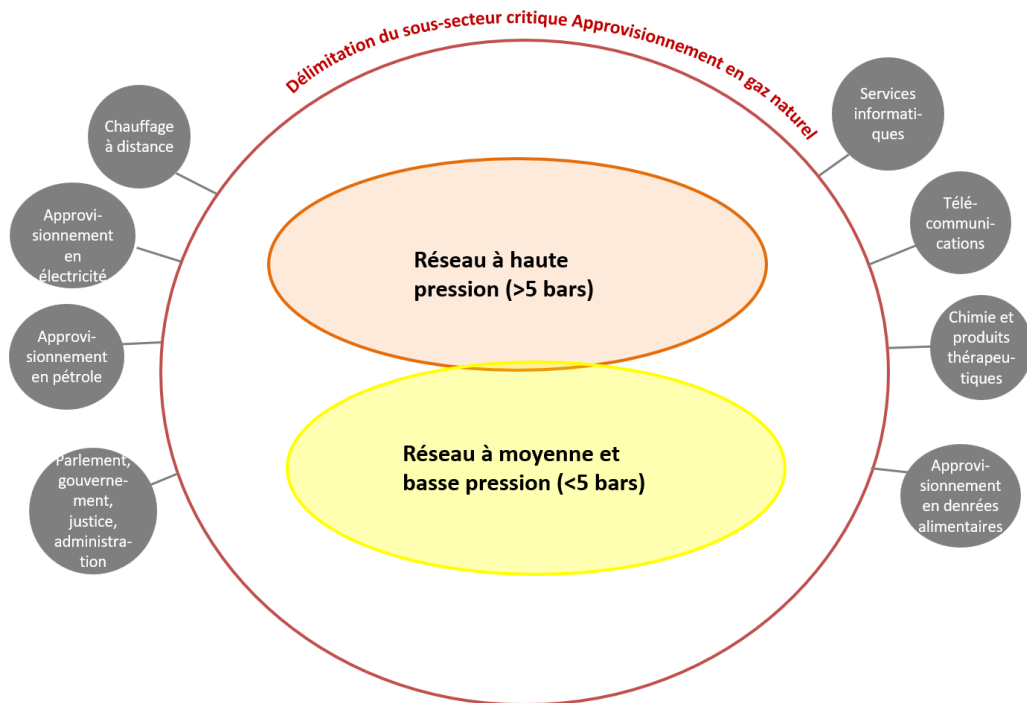 Délimitation du sous-secteur critique Approvisionnement en gaz naturel
Chauffage
à distance
Approvi-
sionnement
en
électricité
Approvi-
sionnement
en pétrole
Parlement,
gouverne-
ment,
justice,
administra-
tion
Réseau à haute
pression (>5 bars)
Réseau à moyenne et
basse pression (<5 bars)
Services
informati-
ques
Télé-
communi-
cations
Chimie et
produits
thérapeu-
tiques
Approvi-
sionnement
en denrées
alimentaires